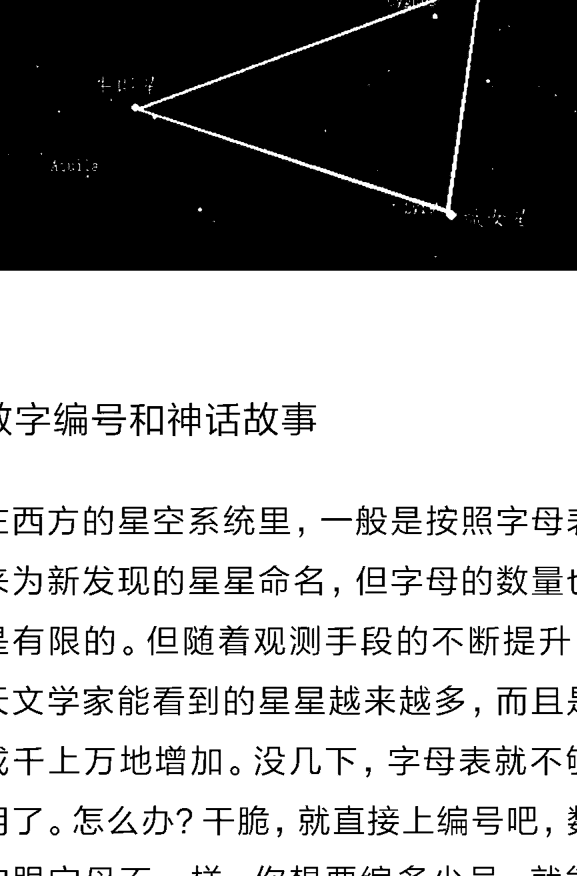 牛郎星
织女星
数字编号和神话故事
在西方的星空系统里，一般是按照字母表
来为新发现的星星命名，但字母的数量也
是有限的。但随着观测手段的不断提升，
天文学家能看到的星星越来越多，而且是
成千上万地增加。没几下，字母表就不够
用了。怎么办？干脆，就直接上编号吧，数